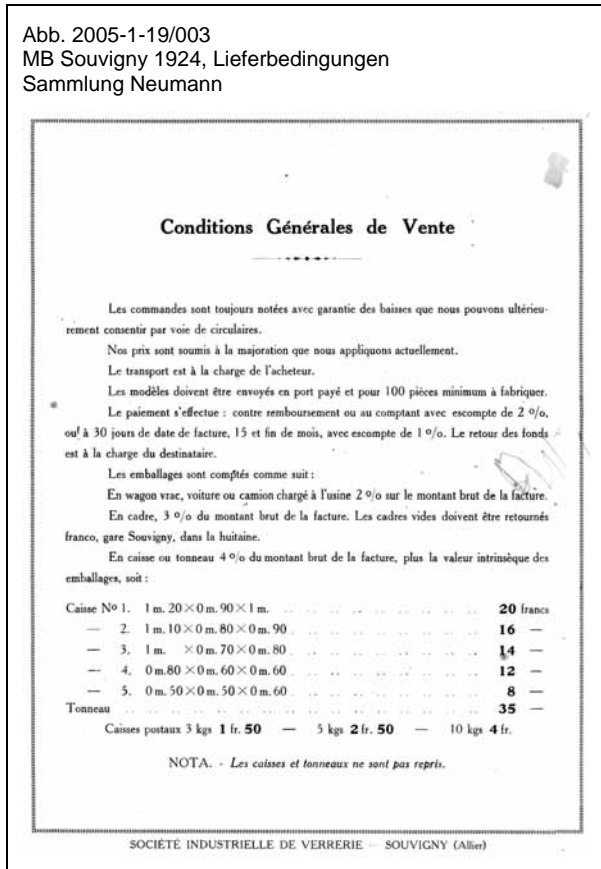 Abb. 2005-1-19/003
MB Souvigny 1924, Lieferbedingungen
Sammlung Neumann
Conditions Générales de Vente
Les commandes sont toujours notées avec garantie des baisses que nous pouvons ultérieu-
rement consentir par voie de circulaires.
Nos prix sont soumis à la majoration que nous appliquons actuellement.
Le transport est à la charge de l'acheteur.
Les modèles doivent être envoyés en port payé et pour 100 pièces minimum à fabriquer.
Le paiement s'effectue : contre remboursement ou au comptant avec escompte de 2 o/o,
ou à 30 jours de date de facture, 15 et fin de mois, avec escompte de 1 o/o. Le retour des fonds
est à la charge du destinataire.
Les emballages sont comptés comme suit :
En wagon vrac, voiture ou camion chargé à l'usine 2 o/o sur le montant brut de la facture.
En cadre, 3 o/o du montant brut de la facture. Les cadres vides doivent être retournés
franco, gare Souvigny, dans la huitaine.
En caisse ou tonneau 4 o/o du montant brut de la facture, plus la valeur intrinsèque des
emballages, soit :
Caisse No 1. 1 m. 20×0 m. 90×1 m. .. .. .. .. .. .. .. .. 20 francs
— 2. 1 m. 10×0 m. 80×0 m. 90 .. .. .. .. .. .. .. 16 —
— 3. 1 m. ×0 m. 70×0 m. 80 .. .. .. .. .. .. .. 14 —
— 4. 0 m. 80×0 m. 60×0 m. 60 .. .. .. .. .. .. .. 12 —
— 5. 0 m. 50×0 m. 50×0 m. 60 .. .. .. .. .. .. .. 8 —
Tonneau .. .. .. .. .. .. .. .. .. .. .. .. 35 —
Caisses postaux 3 kgs 1 fr. 50 — 5 kgs 2 fr. 50 — 10 kgs 4 fr.
NOTA. - Les caisses et tonneaux ne sont pas repris.
SOCIÉTÉ INDUSTRIELLE DE VERRERIE — SOUVIGNY (Allier)